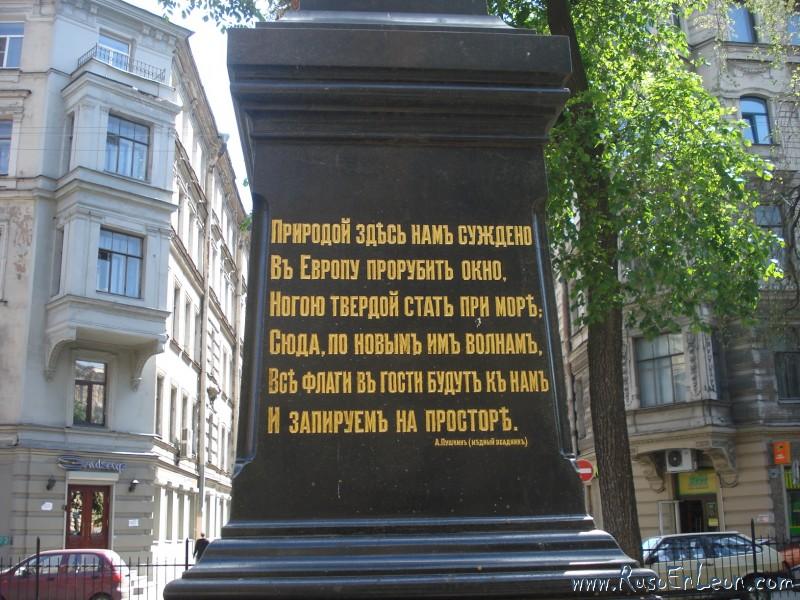 Природой здѣсь намъ суждено
Въ Европу прорубить окно,
Ногою твердой стать при морѣ;
Сюда, по новымъ имъ волнамъ,
Всѣ флаги въ гости будутъ къ намъ
И запируемъ на просторѣ.
А.Пушкинъ (мѣдный всадникъ)
www.RusoEnLeon.com